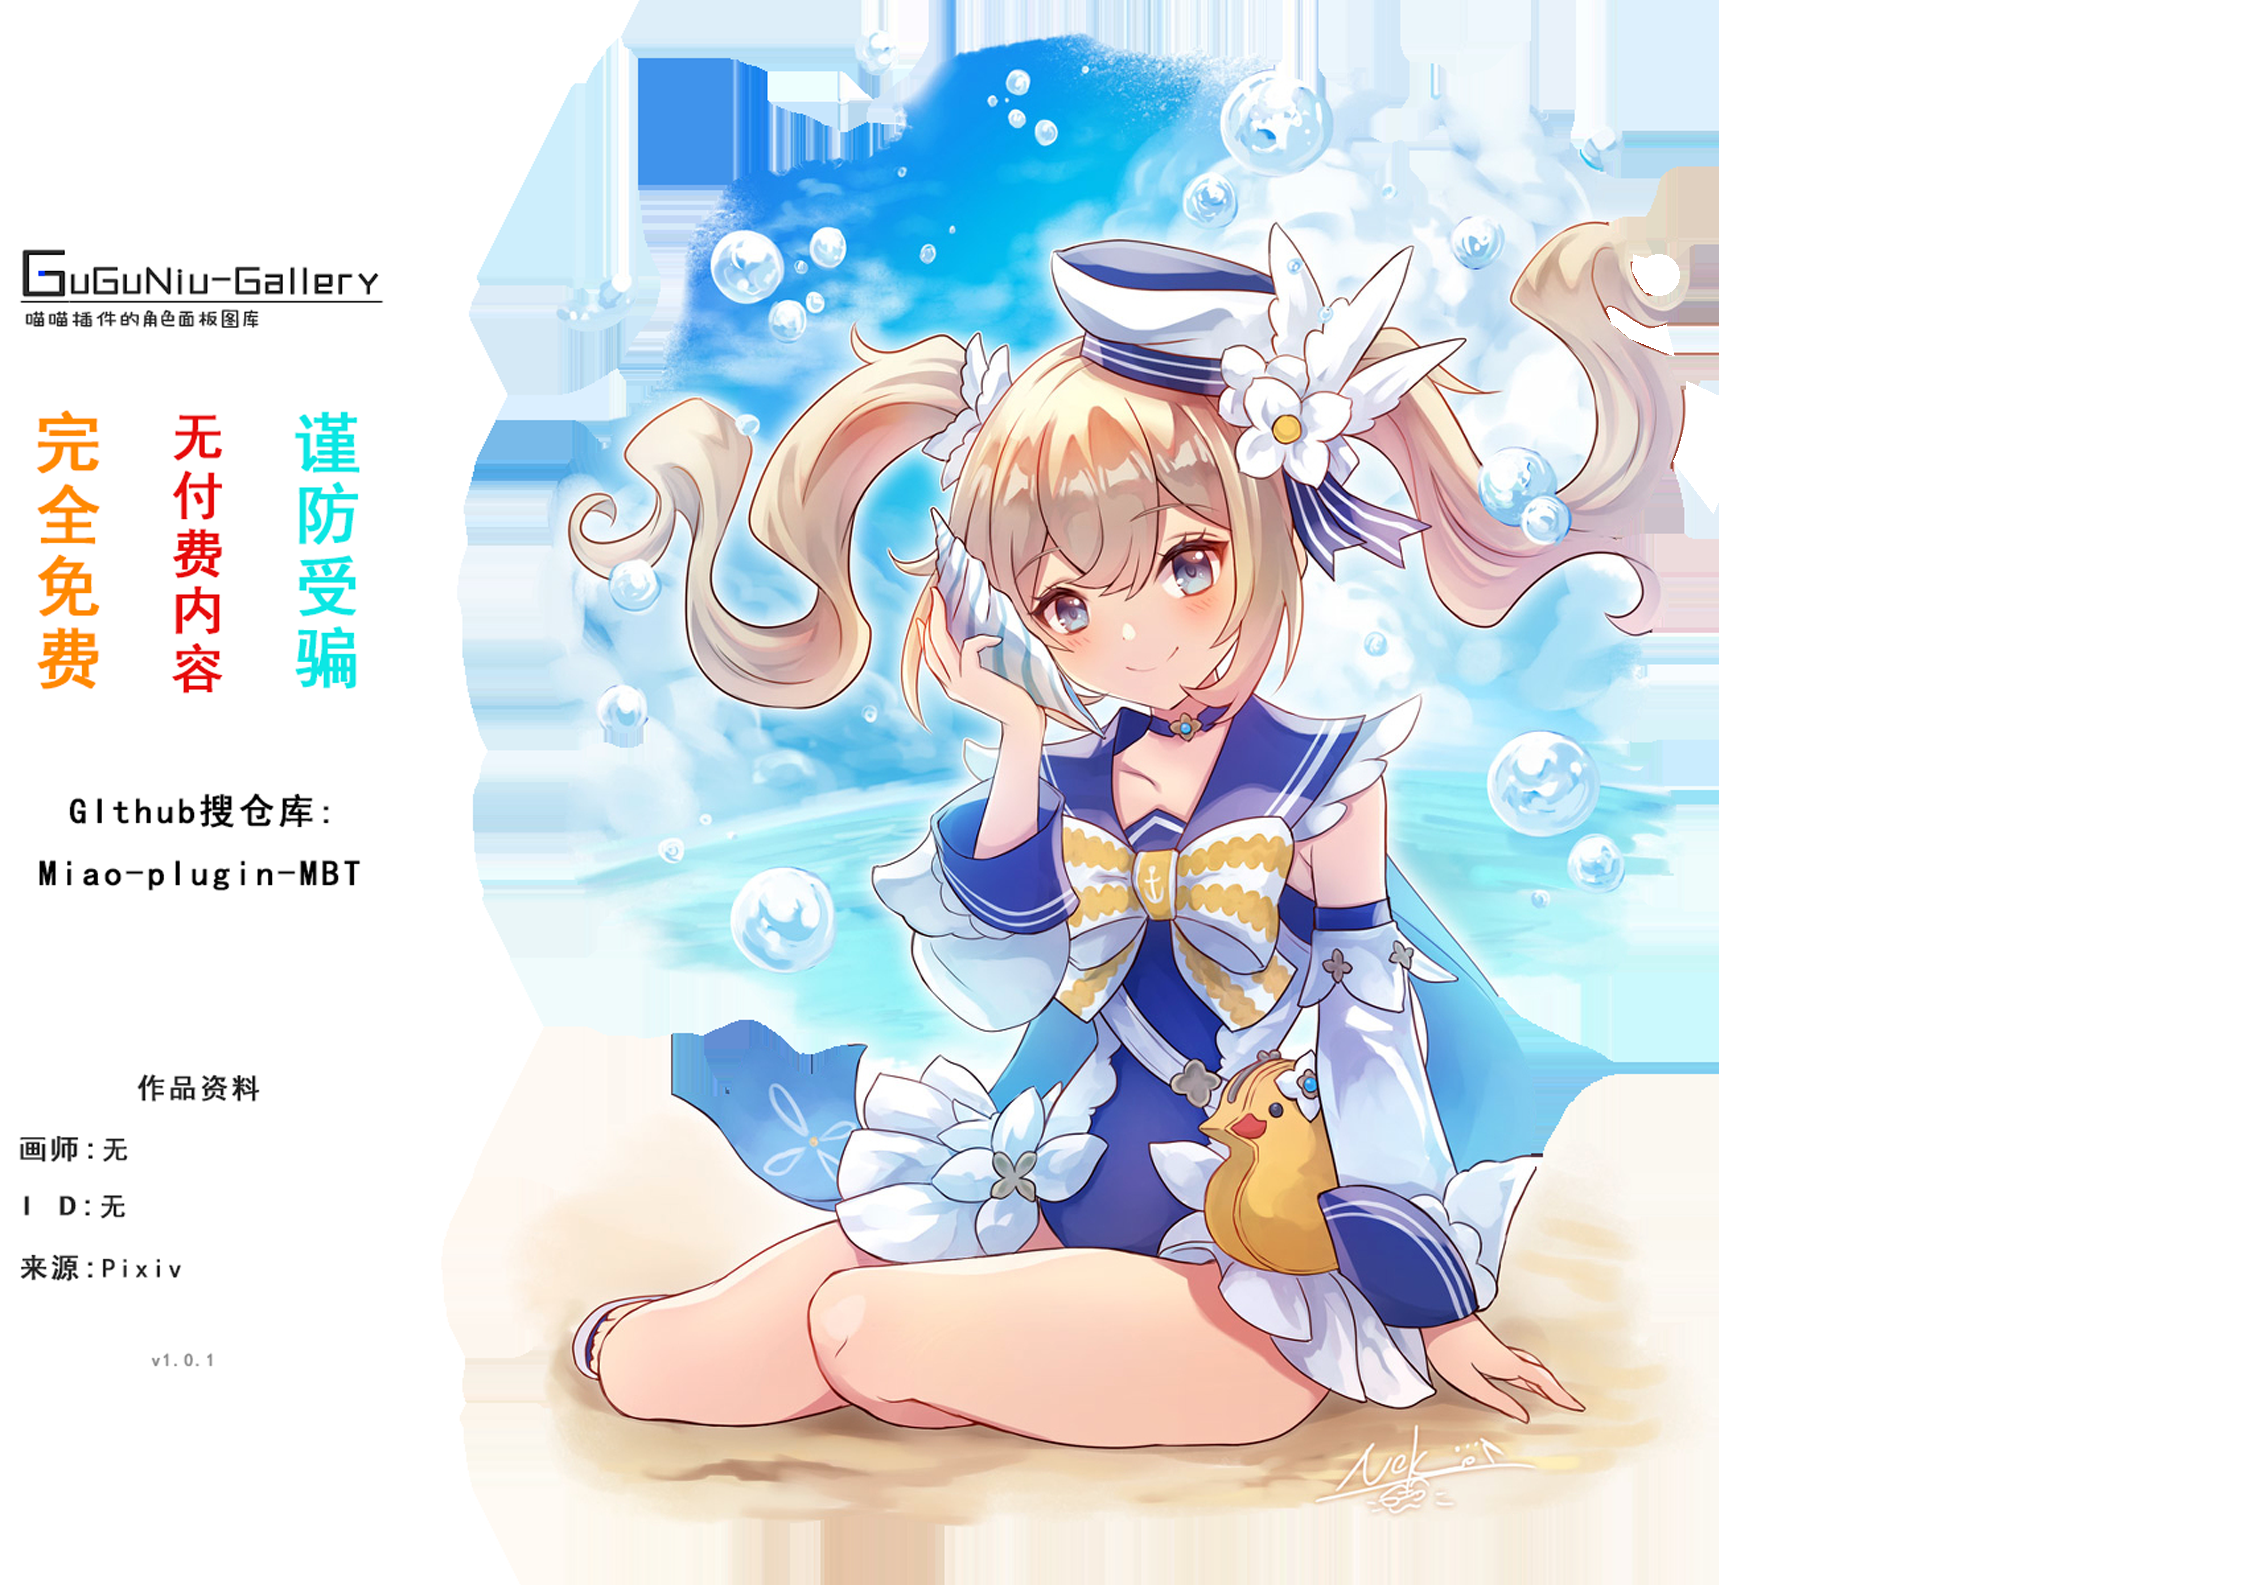 GuGuNiu-Gallery
喵喵插件的角色面板图库
完全免费
无付费内容
谨防受骗
GIthub搜仓库:
Miao-plugin-MBT
作品资料
画师:无
I D:无
来源:Pixiv
v1.0.1